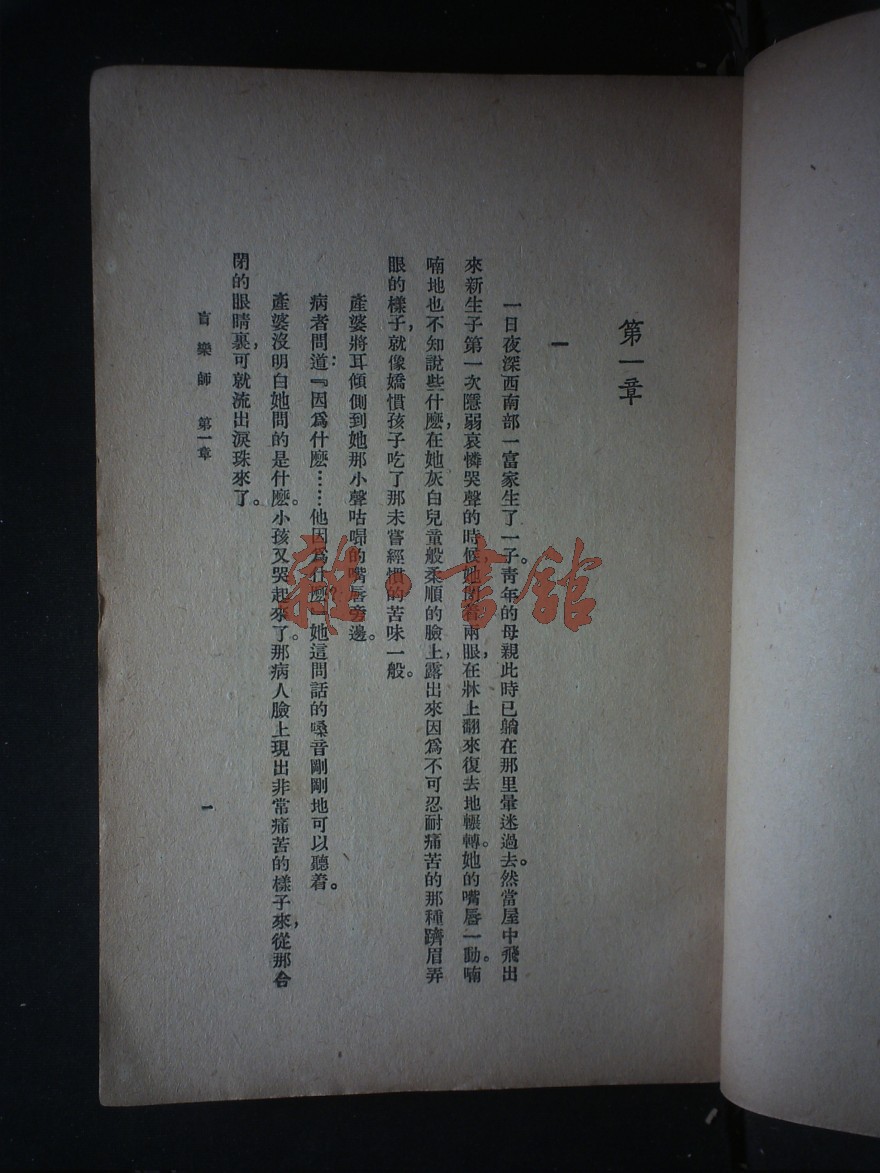 第一章
一
一日夜深西南部一富家生了一子。青年的母親此時已躺在那里暈迷過去。然當屋中飛出
來新生子第一次隱弱哀憐哭聲的時候，她閉着兩眼，在牀上翻來復去地輾轉。她的嘴唇一動。喃
喃地也不知說些什麽，在她灰白兒童般柔順的臉上，露出來因爲不可忍耐痛苦的那種擠眉弄
眼的樣子，就像嬌慣孩子吃了那未嘗經慣的苦味一般。
產婆將耳傾側到她那小聲咕嘟的嘴唇旁邊。
病者問道：『因爲什麽……他因爲什麽？』她這問話的嗓音剛剛地可以聽着。
產婆沒明白她問的是什麽。小孩又哭起來了。那病人臉上現出非常痛苦的樣子來，從那合
閉的眼睛裏，可就流出淚珠來了。
盲樂師 第一章
一
雜·書館